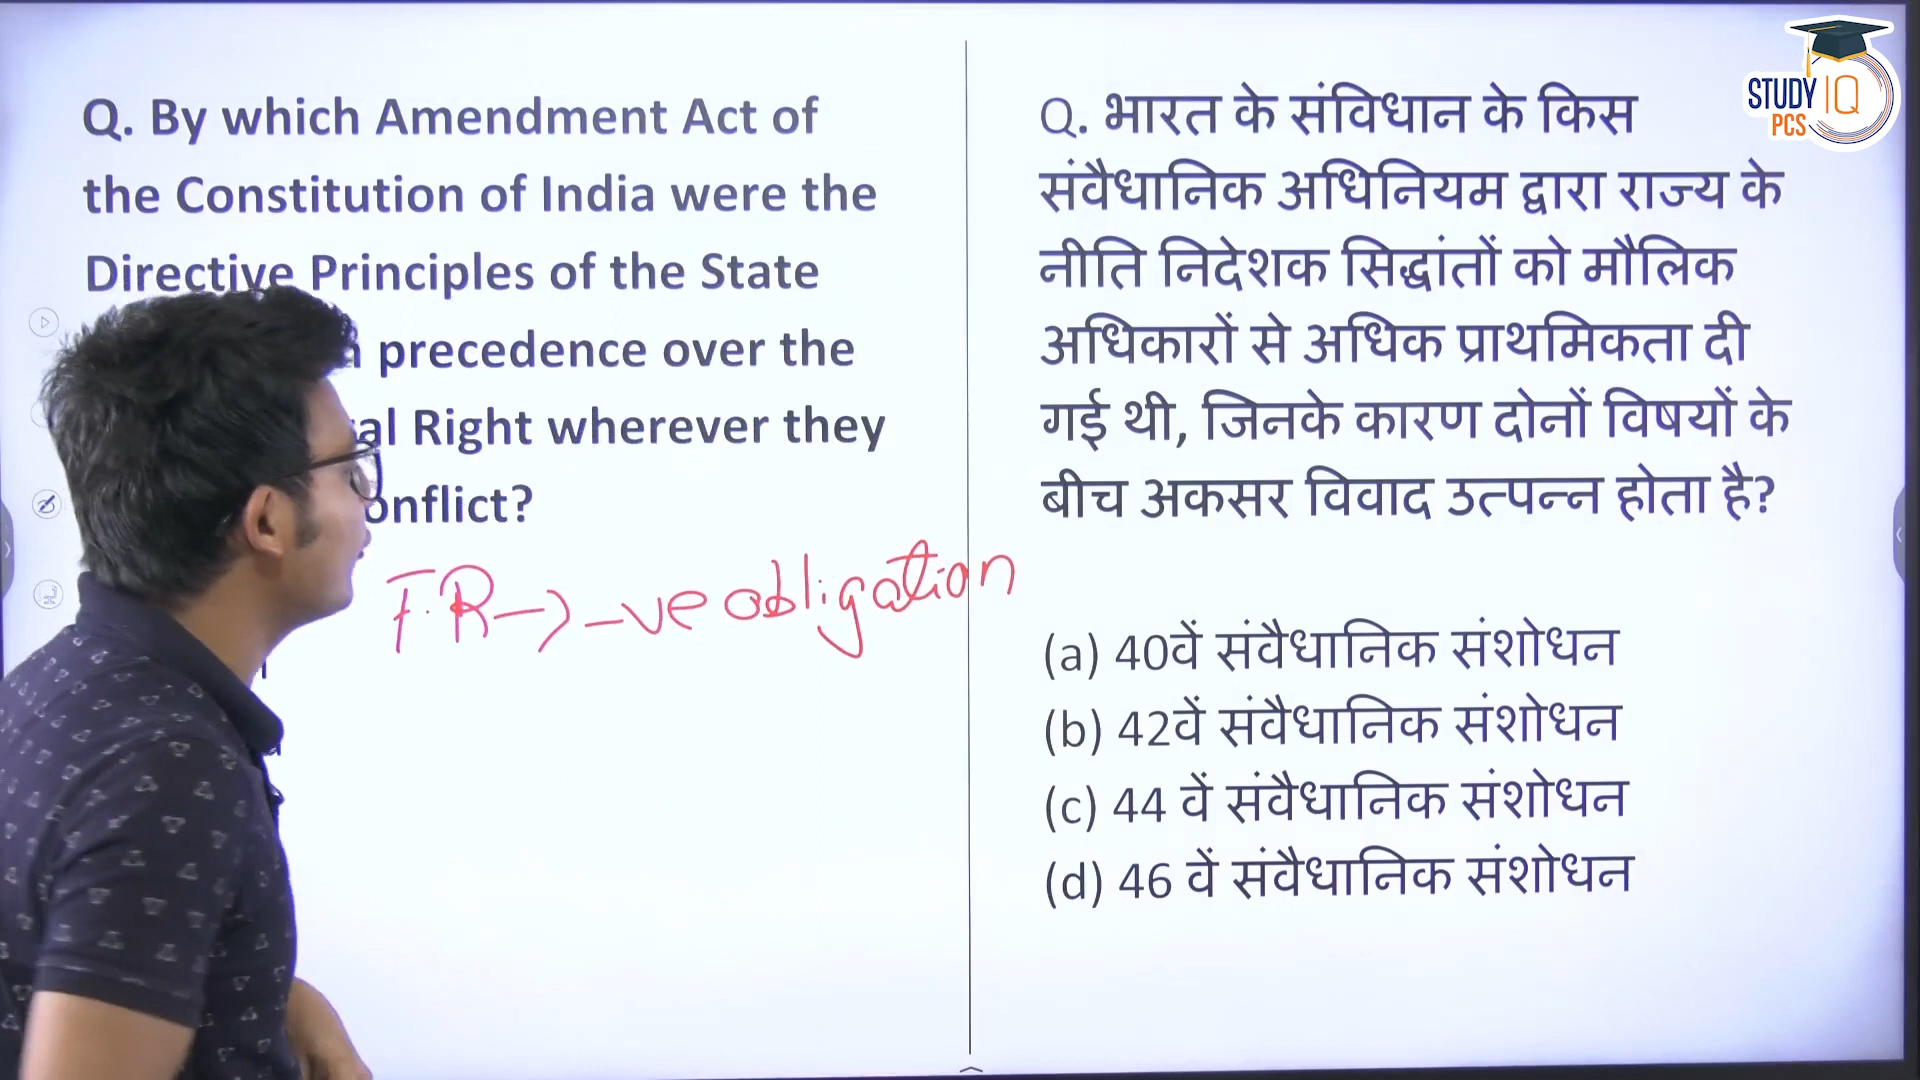 Q. By which Amendment Act of
the Constitution of India were the
Directive Principles of the State
precedence over the
Right wherever they
conflict?
F.R → -ve obligation
Q. भारत के संविधान के किस
संवैधानिक अधिनियम द्वारा राज्य के
नीति निदेशक सिद्धांतों को मौलिक
अधिकारों से अधिक प्राथमिकता दी
गई थी, जिनके कारण दोनों विषयों के
बीच अकसर विवाद उत्पन्न होता है?
(a) 40वें संवैधानिक संशोधन
(b) 42वें संवैधानिक संशोधन
(c) 44 वें संवैधानिक संशोधन
(d) 46 वें संवैधानिक संशोधन
STUDY IQ
PCS